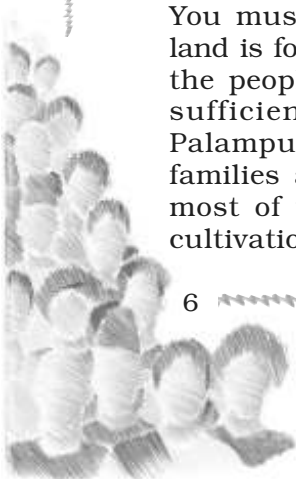 You mus
land is fo
the peop
sufficien
Palampu
families a
most of
cultivatio
6